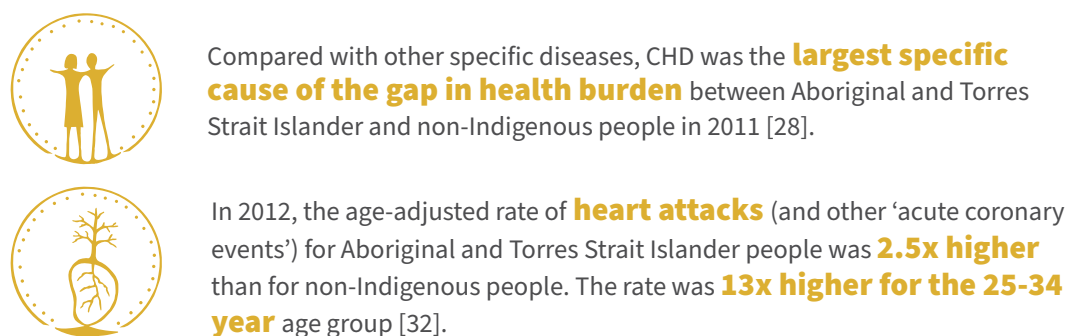 Compared with other specific diseases, CHD was the largest specific
cause of the gap in health burden between Aboriginal and Torres
Strait Islander and non-Indigenous people in 2011 [28].
In 2012, the age-adjusted rate of heart attacks (and other ‘acute coronary
events’) for Aboriginal and Torres Strait Islander people was 2.5x higher
than for non-Indigenous people. The rate was 13x higher for the 25-34
year age group [32].